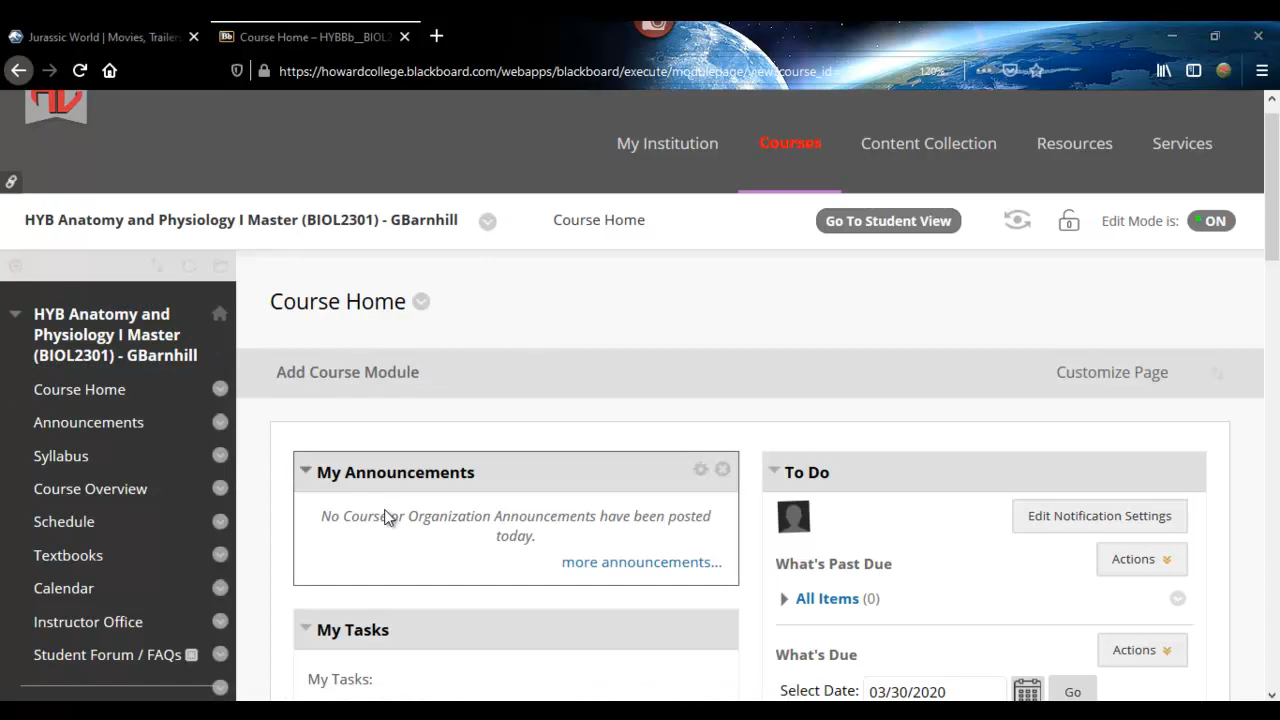 Jurassic World | Movies, Trailer
Bb Course Home – HYBBb__BIOL2
https://howardcollege.blackboard.com/webapps/blackboard/execute/modulepage/view?course_id=
120%
My Institution
Courses
Content Collection
Resources
Services
HYB Anatomy and Physiology I Master (BIOL2301) - GBarnhill
Course Home
Go To Student View
Edit Mode is:
ON
HYB Anatomy and
Physiology I Master
(BIOL2301) - GBarnhill
Course Home
Announcements
Syllabus
Course Overview
Schedule
Textbooks
Calendar
Instructor Office
Student Forum / FAQs
Course Home
Add Course Module
Customize Page
My Announcements
No Course or Organization Announcements have been posted
today.
more announcements...
My Tasks
My Tasks:
To Do
Edit Notification Settings
What's Past Due
Actions
All Items (0)
What's Due
Actions
Select Date: 03/30/2020
Go